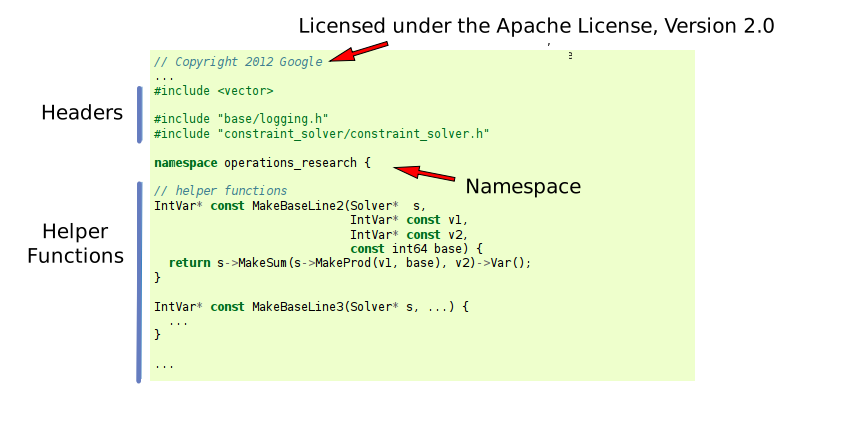 Licensed under the Apache License, Version 2.0
// Copyright 2012 Google
...
#include <vector>
Headers
#include "base/logging.h"
#include "constraint_solver/constraint_solver.h"
namespace operations_research {
Namespace
// helper functions
IntVar* const MakeBaseLine2(Solver*  s,
                            IntVar* const v1,
                            IntVar* const v2,
                            const int64 base) {
Helper
Functions
  return s->MakeSum(s->MakeProd(v1, base), v2)->Var();
}
IntVar* const MakeBaseLine3(Solver* s, ...) {
  ...
}
...